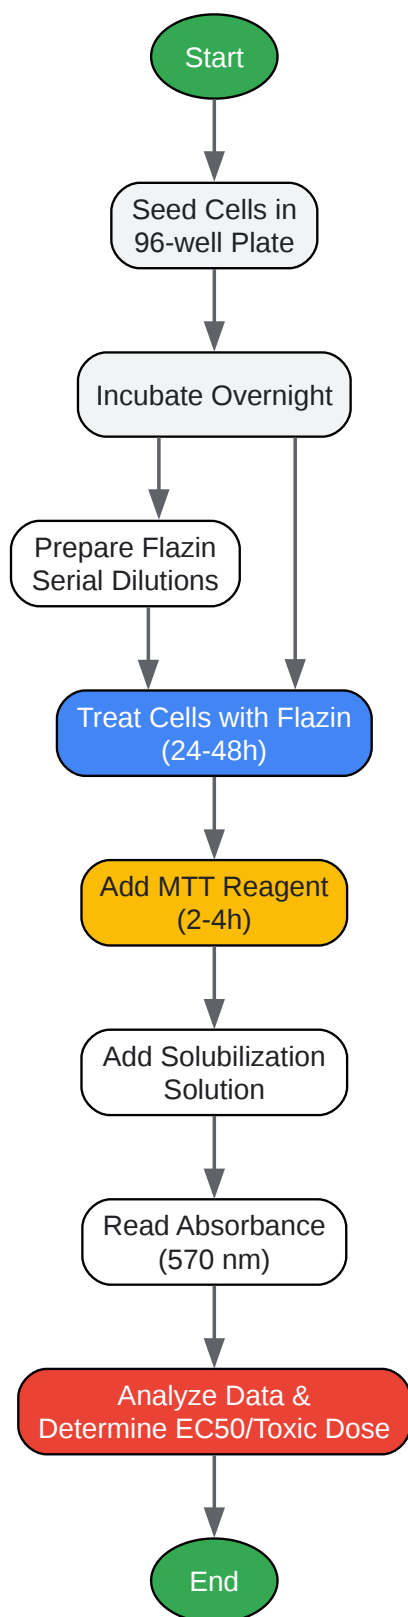 Start
Seed Cells in
96-well Plate
Incubate Overnight
Prepare Flazin
Serial Dilutions
Treat Cells with Flazin
(24-48h)
Add MTT Reagent
(2-4h)
Add Solubilization
Solution
Read Absorbance
(570 nm)
Analyze Data &
Determine EC50/Toxic Dose
End